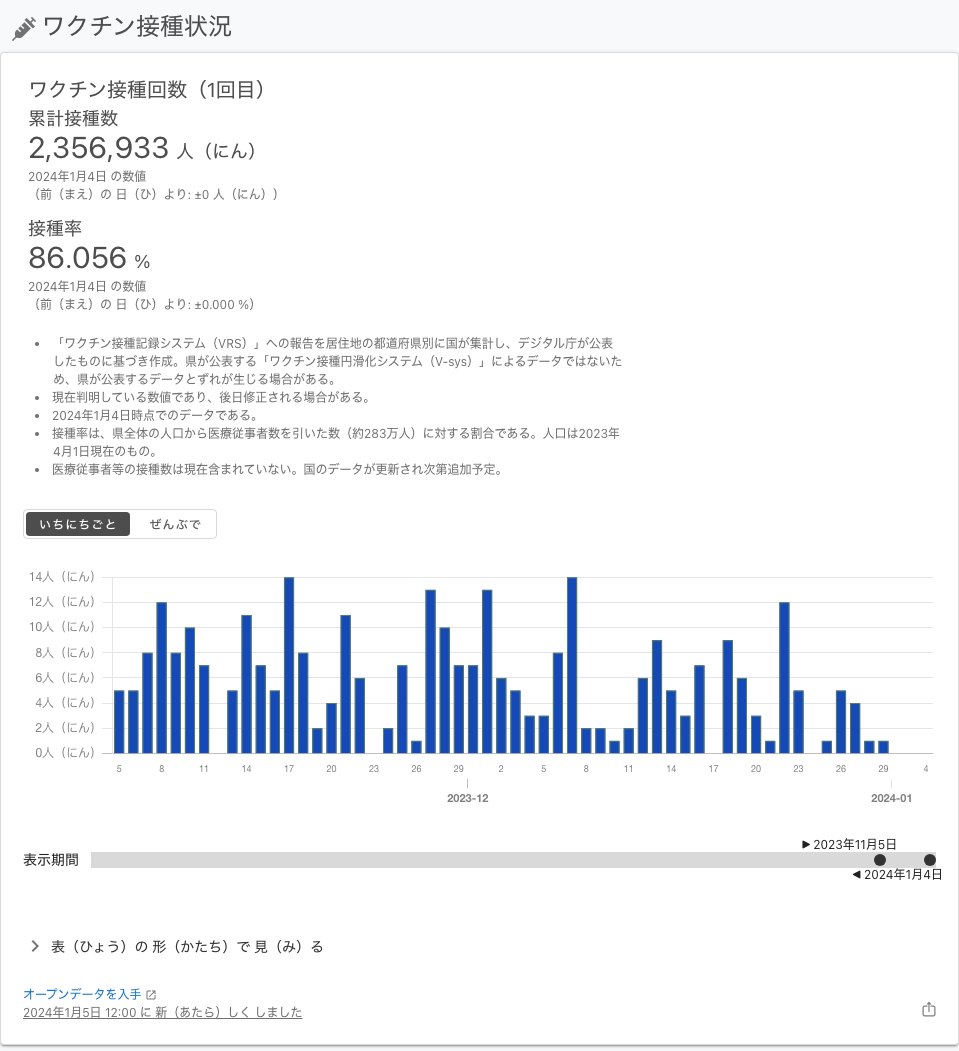 ワクチン接種状況
ワクチン接種回数（1回目）
累計接種数
2,356,933 人（にん）
2024年1月4日 の数値
（前（まえ）の 日（ひ）より: ±0 人（にん））
接種率
86.056 %
2024年1月4日 の数値
（前（まえ）の 日（ひ）より: ±0.000 %）
• 「ワクチン接種記録システム（VRS）」への報告を居住地の都道府県別に国が集計し、デジタル庁が公表
したものに基づき作成。県が公表する「ワクチン接種円滑化システム（V-sys）」によるデータではないた
め、県が公表するデータとずれが生じる場合がある。
• 現在判明している数値であり、後日修正される場合がある。
• 2024年1月4日時点でのデータである。
• 接種率は、県全体の人口から医療従事者数を引いた数（約283万人）に対する割合である。人口は2023年
4月1日現在のもの。
• 医療従事者等の接種数は現在含まれていない。国のデータが更新され次第追加予定。
いちにちごと ぜんぶで
14人（にん）
12人（にん）
10人（にん）
8人（にん）
6人（にん）
4人（にん）
2人（にん）
0人（にん）
5 8 11 14 17 20 23 26 29 2 5 8 11 14 17 20 23 26 29 4
2023-12 2024-01
▶ 2023年11月5日
表示期間
◀ 2024年1月4日
表（ひょう）の 形（かたち）で 見（み）る
オープンデータを入手
2024年1月5日 12:00 に 新（あたら）しく しました